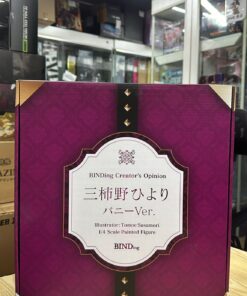 BINDing Creator's Opinion
三柿野 ひより
バニーVer.
Illustrator: Tomoe Susumori
1:4 Scale Painted Figure
BINDing